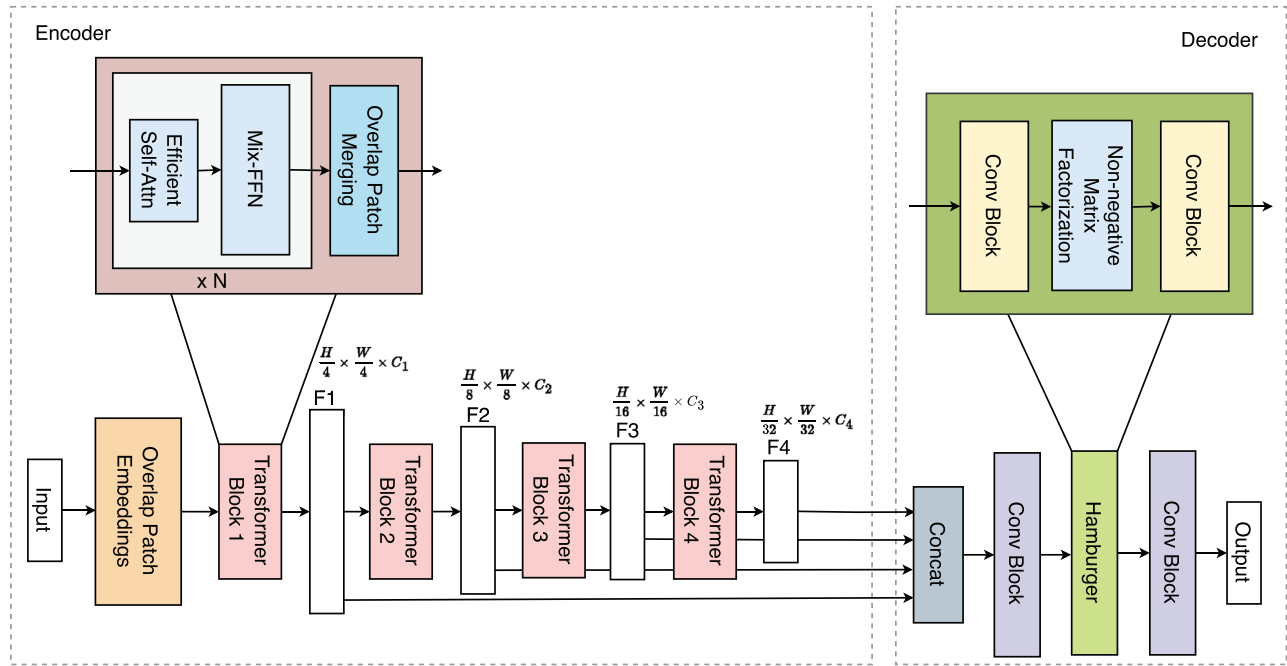 Encoder
Decoder
Efficient
Self-Attn
Mix-FFN
Overlap Patch
Merging
x N
Conv Block
Non-negative
Matrix
Factorization
Conv Block
H/4 × W/4 × C₁
F1
H/8 × W/8 × C₂
F2
H/16 × W/16 × C₃
F3
H/32 × W/32 × C₄
F4
Input
Overlap Patch
Embeddings
Transformer
Block 1
Transformer
Block 2
Transformer
Block 3
Transformer
Block 4
Concat
Conv Block
Hamburger
Conv Block
Output